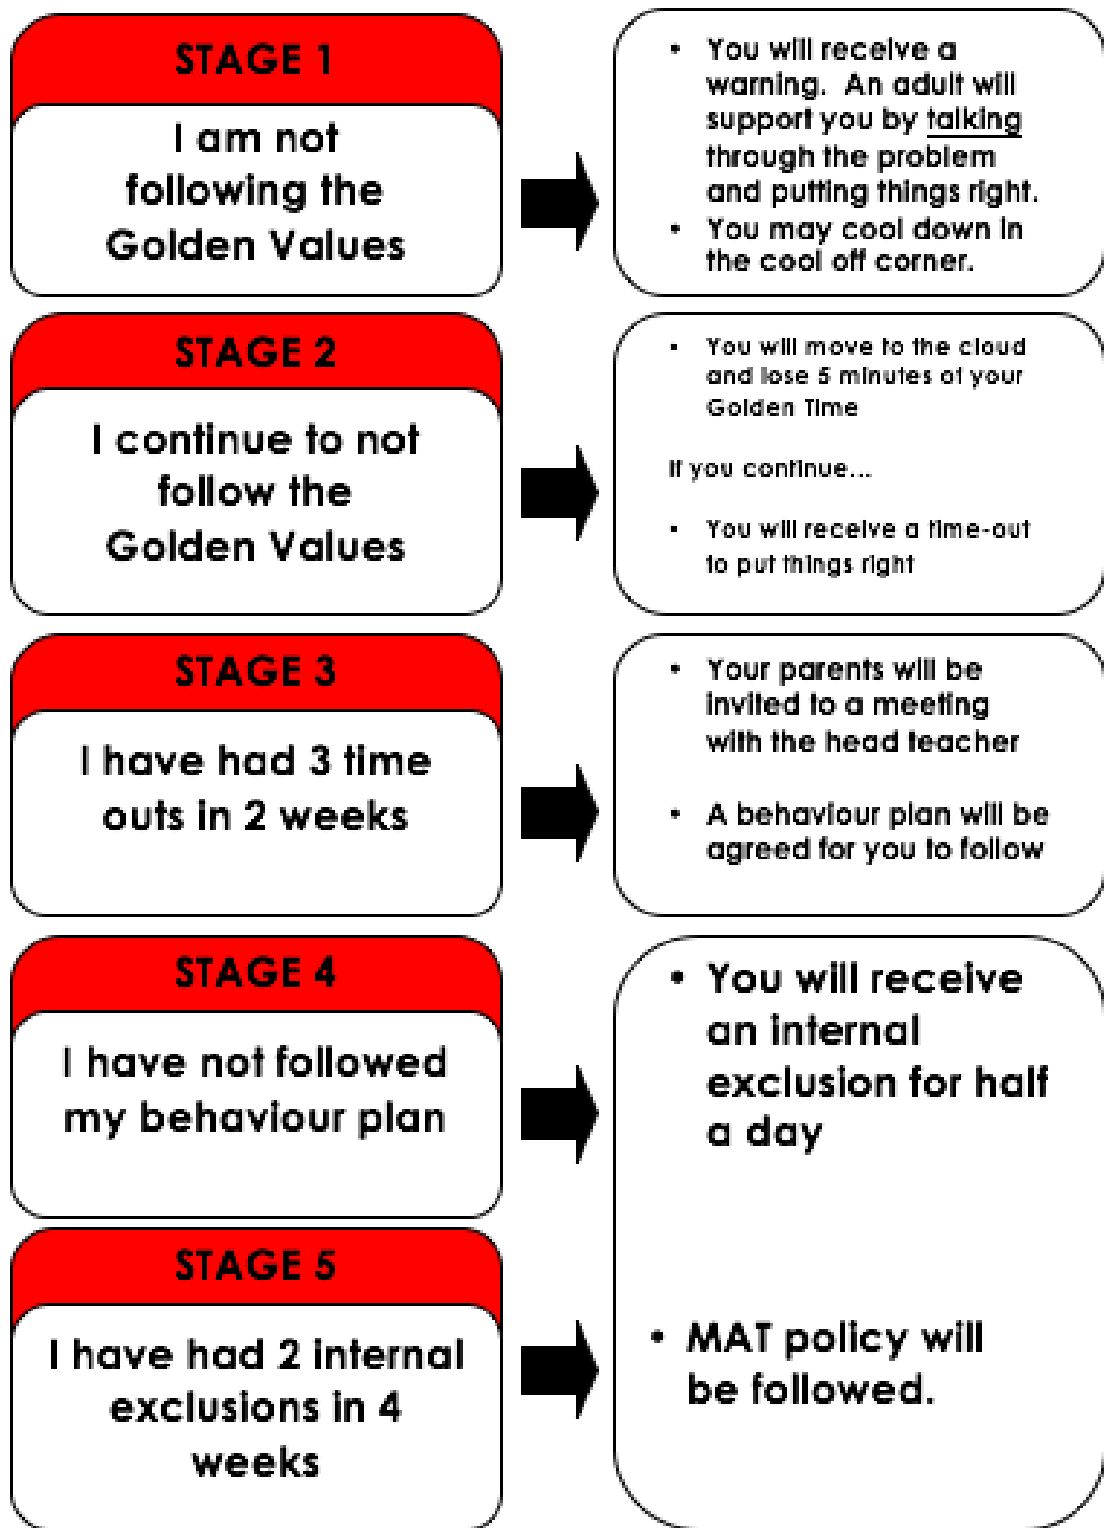 STAGE 1
I am not
following the
Golden Values
• You will receive a
warning. An adult will
support you by talking
through the problem
and putting things right.
• You may cool down in
the cool off corner.
STAGE 2
I continue to not
follow the
Golden Values
• You will move to the cloud
and lose 5 minutes of your
Golden Time
If you continue...
• You will receive a time-out
to put things right
STAGE 3
I have had 3 time
outs in 2 weeks
• Your parents will be
invited to a meeting
with the head teacher
• A behaviour plan will be
agreed for you to follow
STAGE 4
I have not followed
my behaviour plan
• You will receive
an internal
exclusion for half
a day
STAGE 5
I have had 2 internal
exclusions in 4
weeks
• MAT policy will
be followed.